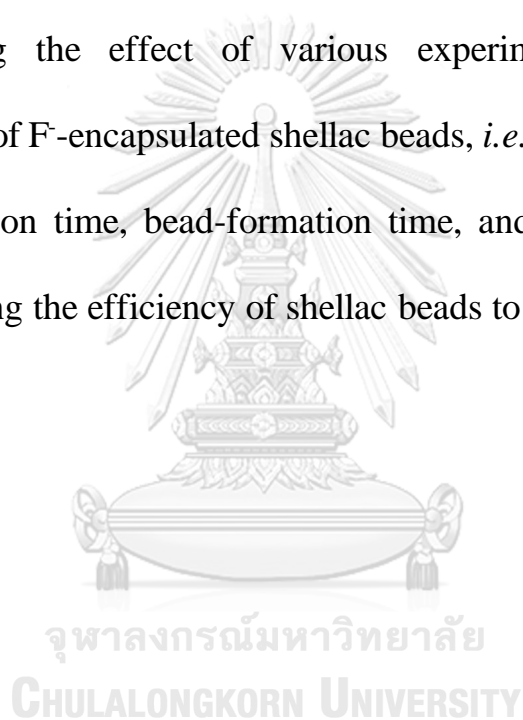 g the effect of various experin
of F⁻-encapsulated shellac beads, i.e.
on time, bead-formation time, and
ng the efficiency of shellac beads to
จุฬาลงกรณ์มหาวิทยาลัย
CHULALONGKORN UNIVERSITY